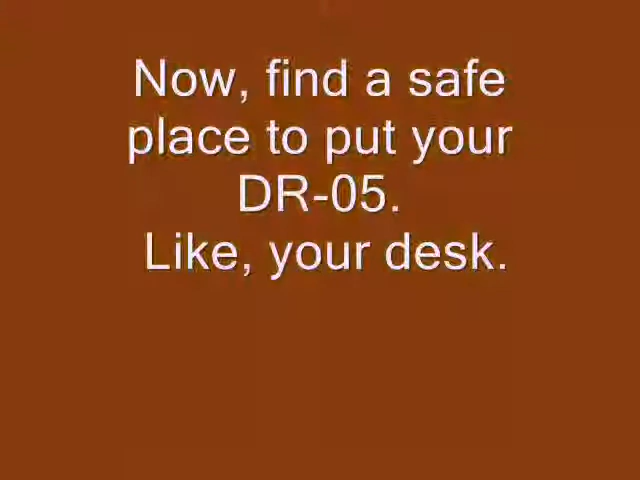 Now, find a safe
place to put your
DR-05.
Like, your desk.